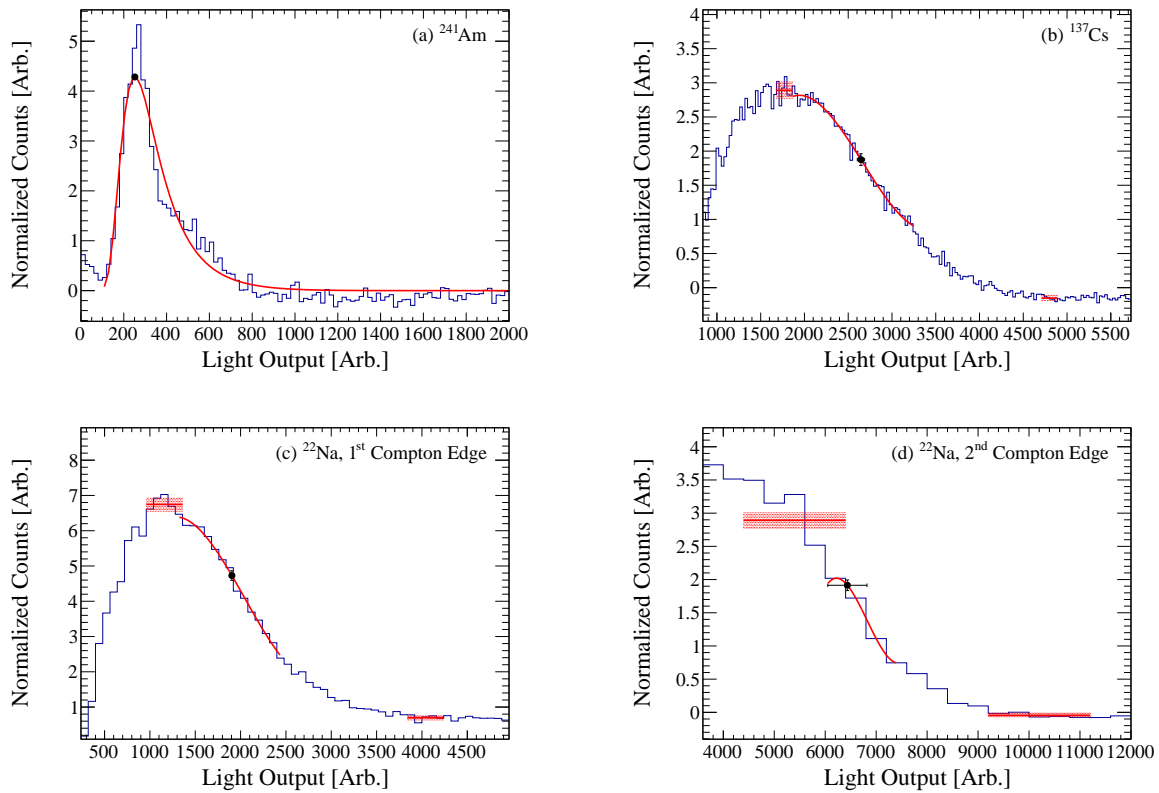 (a) ²⁴¹Am
Normalized Counts [Arb.]
5
4
3
2
1
0
0 200 400 600 800 1000 1200 1400 1600 1800 2000
Light Output [Arb.]
(b) ¹³⁷Cs
Normalized Counts [Arb.]
4
3.5
3
2.5
2
1.5
1
0.5
0
1000 1500 2000 2500 3000 3500 4000 4500 5000 5500
Light Output [Arb.]
(c) ²²Na, 1ˢᵗ Compton Edge
Normalized Counts [Arb.]
8
7
6
5
4
3
2
1
500 1000 1500 2000 2500 3000 3500 4000 4500
Light Output [Arb.]
(d) ²²Na, 2ⁿᵈ Compton Edge
Normalized Counts [Arb.]
4
3.5
3
2.5
2
1.5
1
0.5
0
4000 5000 6000 7000 8000 9000 10000 11000 12000
Light Output [Arb.]